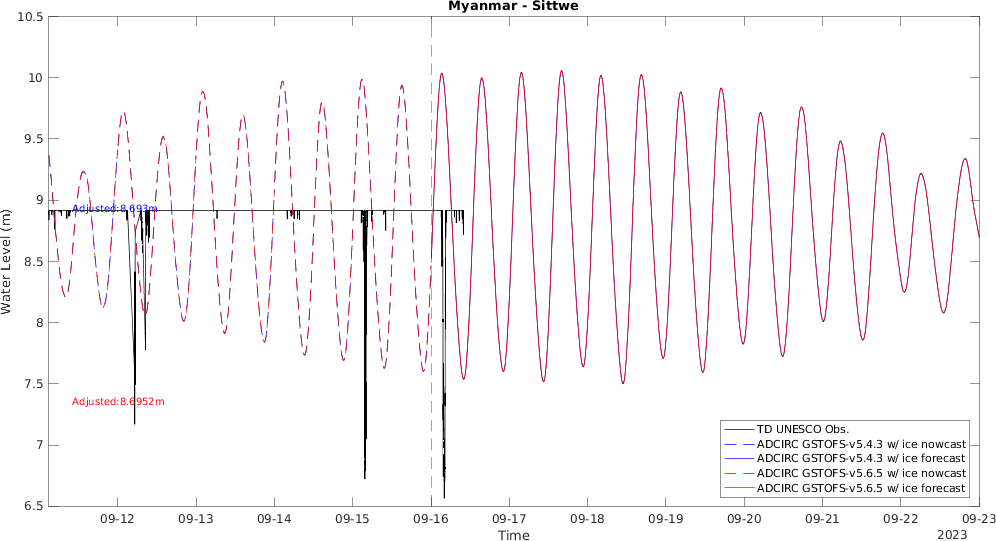 Myanmar - Sittwe
10.5
10
9.5
9
8.5
8
7.5
7
6.5
Water Level (m)
Adjusted:8.693m
Adjusted:8.6952m
TD UNESCO Obs.
ADCIRC GSTOFS-v5.4.3 w/ ice nowcast
ADCIRC GSTOFS-v5.4.3 w/ ice forecast
ADCIRC GSTOFS-v5.6.5 w/ ice nowcast
ADCIRC GSTOFS-v5.6.5 w/ ice forecast
09-12 09-13 09-14 09-15 09-16 09-17 09-18 09-19 09-20 09-21 09-22 09-23
Time
2023